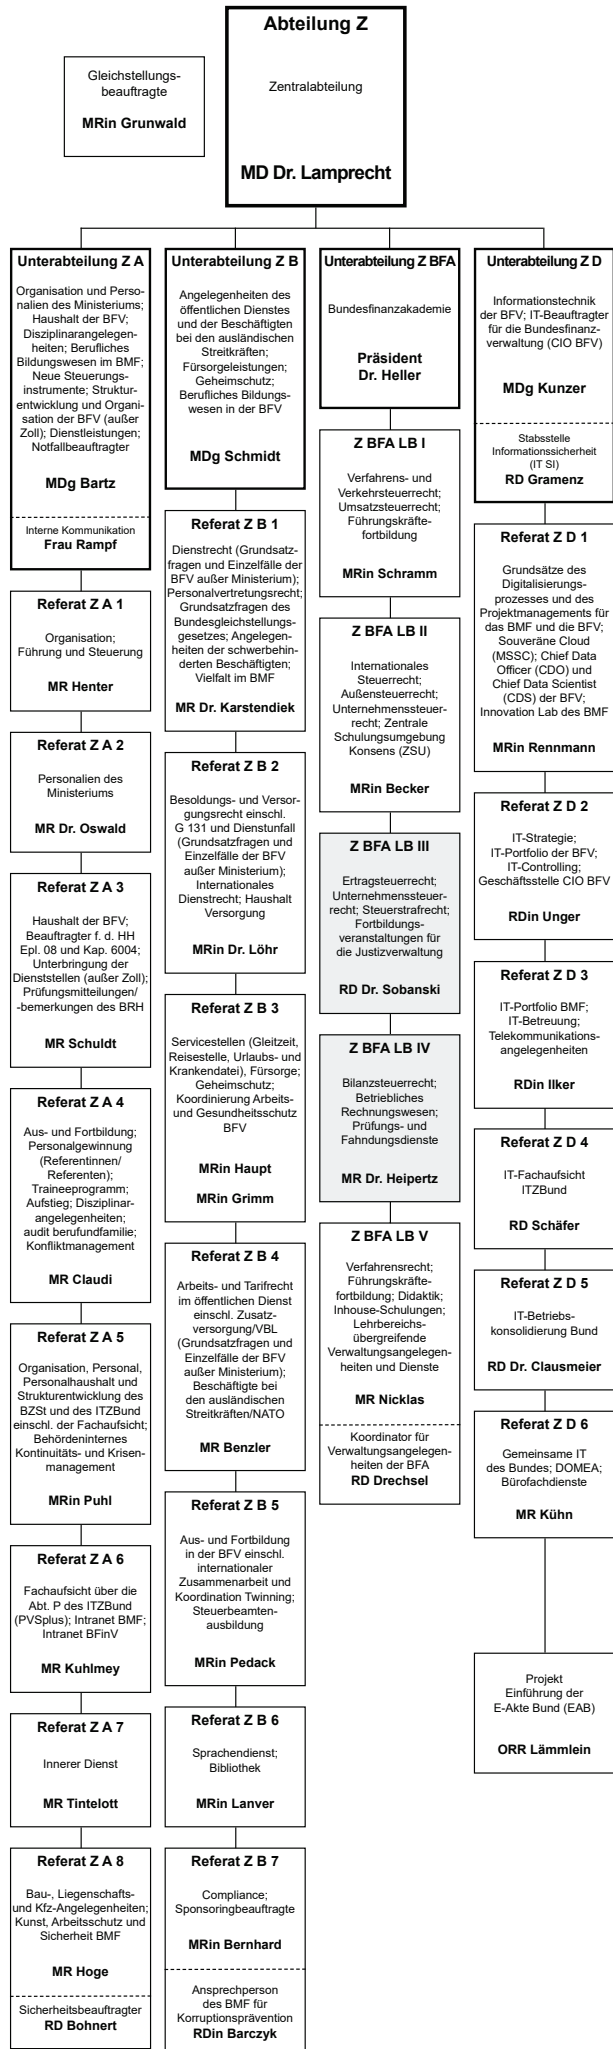 Abteilung Z
Zentralabteilung
MD Dr. Lamprecht
Gleichstellungs-
beauftragte
MRin Grunwald
Unterabteilung Z A
Organisation und Perso-
nalien des Ministeriums;
Haushalt der BFV;
Disziplinarangelegen-
heiten; Berufliches
Bildungswesen im BMF;
Neue Steuerungs-
instrumente; Struktur-
entwicklung und Organi-
sation der BFV (außer
Zoll); Dienstleistungen;
Notfallbeauftragter
MDg Bartz
Interne Kommunikation
Frau Rampf
Referat Z A 1
Organisation;
Führung und Steuerung
MR Henter
Referat Z A 2
Personalien des
Ministeriums
MR Dr. Oswald
Referat Z A 3
Haushalt der BFV;
Beauftragter f. d. HH
Epl. 08 und Kap. 6004;
Unterbringung der
Dienststellen (außer Zoll);
Prüfungsmitteilungen/
-bemerkungen des BRH
MR Schuldt
Referat Z A 4
Aus- und Fortbildung;
Personalgewinnung
(Referentinnen/
Referenten);
Traineeprogramm;
Aufstieg; Disziplinar-
angelegenheiten;
audit berufundfamilie;
Konfliktmanagement
MR Claudi
Referat Z A 5
Organisation, Personal,
Personalhaushalt und
Strukturentwicklung des
BZSt und des ITZBund
einschl. der Fachaufsicht;
Behördeninternes
Kontinuitäts- und Krisen-
management
MRin Puhl
Referat Z A 6
Fachaufsicht über die
Abt. P des ITZBund
(PVSplus); Intranet BMF;
Intranet BFinV
MR Kuhlmey
Referat Z A 7
Innerer Dienst
MR Tintelott
Referat Z A 8
Bau-, Liegenschafts-
und Kfz-Angelegenheiten;
Kunst, Arbeitsschutz und
Sicherheit BMF
MR Hoge
Sicherheitsbeauftragter
RD Bohnert
Unterabteilung Z B
Angelegenheiten des
öffentlichen Dienstes
und der Beschäftigten
bei den ausländischen
Streitkräften;
Fürsorgeleistungen;
Geheimschutz;
Berufliches Bildungs-
wesen in der BFV
MDg Schmidt
Referat Z B 1
Dienstrecht (Grundsatz-
fragen und Einzelfälle der
BFV außer Ministerium);
Personalvertretungsrecht;
Grundsatzfragen des
Bundesgleichstellungs-
gesetzes; Angelegen-
heiten der schwerbehin-
derten Beschäftigten;
Vielfalt im BMF
MR Dr. Karstendiek
Referat Z B 2
Besoldungs- und Versor-
gungsrecht einschl.
G 131 und Dienstunfall
(Grundsatzfragen und
Einzelfälle der BFV
außer Ministerium);
Internationales
Dienstrecht; Haushalt
Versorgung
MRin Dr. Löhr
Referat Z B 3
Servicestellen (Gleitzeit,
Reisestelle, Urlaubs- und
Krankendatei), Fürsorge;
Geheimschutz;
Koordinierung Arbeits-
und Gesundheitsschutz
BFV
MRin Haupt
MRin Grimm
Referat Z B 4
Arbeits- und Tarifrecht
im öffentlichen Dienst
einschl. Zusatz-
versorgung/VBL
(Grundsatzfragen und
Einzelfälle der BFV
außer Ministerium);
Beschäftigte bei
den ausländischen
Streitkräften/NATO
MR Benzler
Referat Z B 5
Aus- und Fortbildung
in der BFV einschl.
internationaler
Zusammenarbeit und
Koordination Twinning;
Steuerbeamten-
ausbildung
MRin Pedack
Referat Z B 6
Sprachendienst;
Bibliothek
MRin Lanver
Referat Z B 7
Compliance;
Sponsoringbeauftragte
MRin Bernhard
Ansprechperson
des BMF für
Korruptionsprävention
RDin Barczyk
Unterabteilung Z BFA
Bundesfinanzakademie
Präsident
Dr. Heller
Z BFA LB I
Verfahrens- und
Verkehrsteuerrecht;
Umsatzsteuerrecht;
Führungskräfte-
fortbildung
MRin Schramm
Z BFA LB II
Internationales
Steuerrecht;
Außensteuerrecht;
Unternehmenssteuer-
recht; Zentrale
Schulungsumgebung
Konsens (ZSU)
MRin Becker
Z BFA LB III
Ertragsteuerrecht;
Unternehmenssteuer-
recht; Steuerstrafrecht;
Fortbildungs-
veranstaltungen für
die Justizverwaltung
RD Dr. Sobanski
Z BFA LB IV
Bilanzsteuerrecht;
Betriebliches
Rechnungswesen;
Prüfungs- und
Fahndungsdienste
MR Dr. Heipertz
Z BFA LB V
Verfahrensrecht;
Führungskräfte-
fortbildung; Didaktik;
Inhouse-Schulungen;
Lehrbereichs-
übergreifende
Verwaltungsangelegen-
heiten und Dienste
MR Nicklas
Koordinator für
Verwaltungsangelegen-
heiten der BFA
RD Drechsel
Unterabteilung Z D
Informationstechnik
der BFV; IT-Beauftragter
für die Bundesfinanz-
verwaltung (CIO BFV)
MDg Kunzer
Stabsstelle
Informationssicherheit
(IT SI)
RD Gramenz
Referat Z D 1
Grundsätze des
Digitalisierungs-
prozesses und des
Projektmanagements für
das BMF und die BFV;
Souveräne Cloud
(MSSC); Chief Data
Officer (CDO) und
Chief Data Scientist
(CDS) der BFV;
Innovation Lab des BMF
MRin Rennmann
Referat Z D 2
IT-Strategie;
IT-Portfolio der BFV;
IT-Controlling;
Geschäftsstelle CIO BFV
RDin Unger
Referat Z D 3
IT-Portfolio BMF;
IT-Betreuung;
Telekommunikations-
angelegenheiten
RDin Ilker
Referat Z D 4
IT-Fachaufsicht
ITZBund
RD Schäfer
Referat Z D 5
IT-Betriebs-
konsolidierung Bund
RD Dr. Clausmeier
Referat Z D 6
Gemeinsame IT
des Bundes; DOMEA;
Bürofachdienste
MR Kühn
Projekt
Einführung der
E-Akte Bund (EAB)
ORR Lämmlein